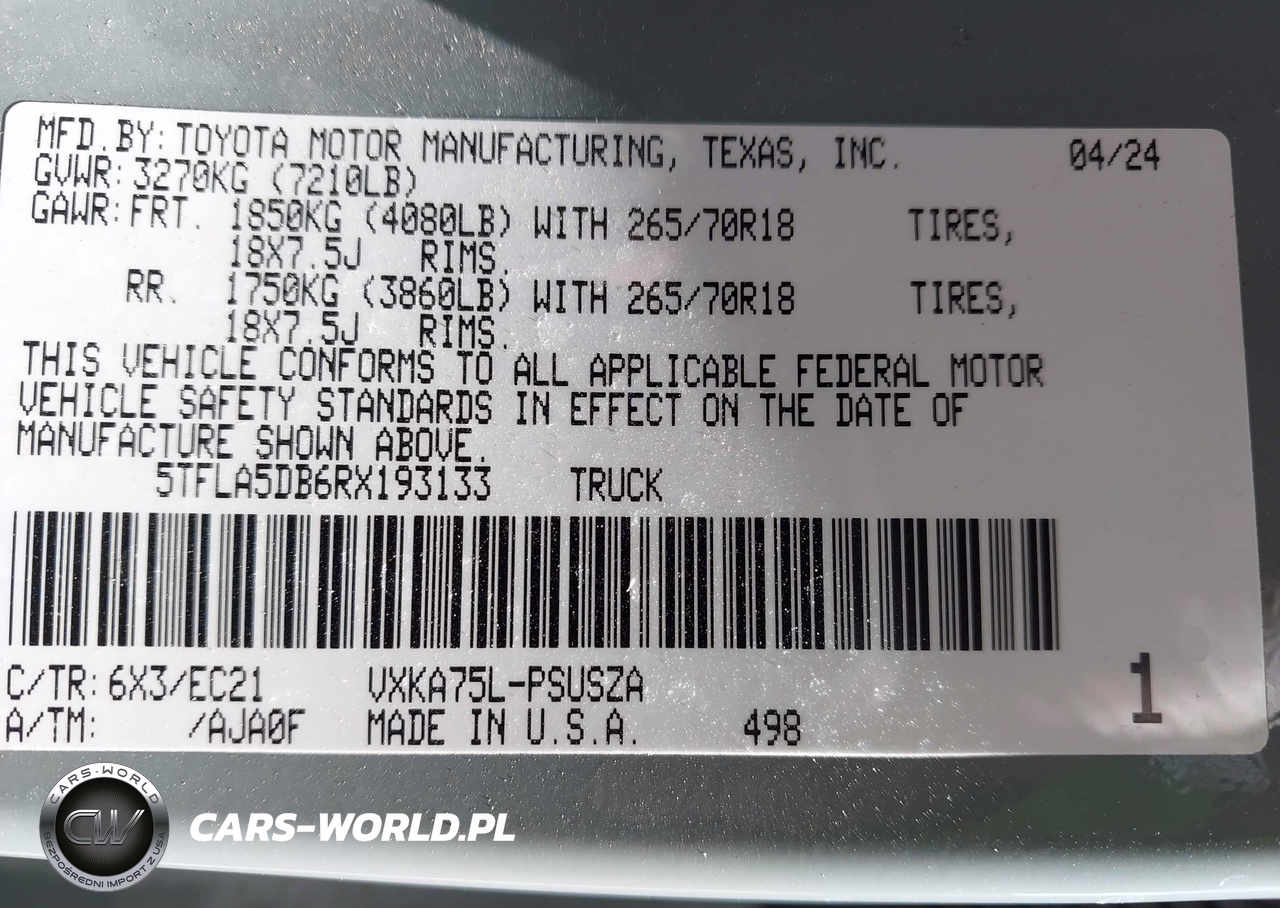 MFD. BY: TOYOTA MOTOR MANUFACTURING, TEXAS, INC. 04/24
GVWR: 3270KG (7210LB)
GAWR: FRT. 1850KG (4080LB) WITH 265/70R18 TIRES,
18X7.5J RIMS.
RR. 1750KG (3860LB) WITH 265/70R18 TIRES,
18X7.5J RIMS.
THIS VEHICLE CONFORMS TO ALL APPLICABLE FEDERAL MOTOR
VEHICLE SAFETY STANDARDS IN EFFECT ON THE DATE OF
MANUFACTURE SHOWN ABOVE.
5TFLA5DB6RX193133 TRUCK
C/TR: 6X3/EC21 VXKA75L-PSUSZA
A/TM: /AJA0F MADE IN U.S.A. 498
1
CARS-WORLD
CW
BEZPOŚREDNI IMPORT Z USA
CARS-WORLD.PL